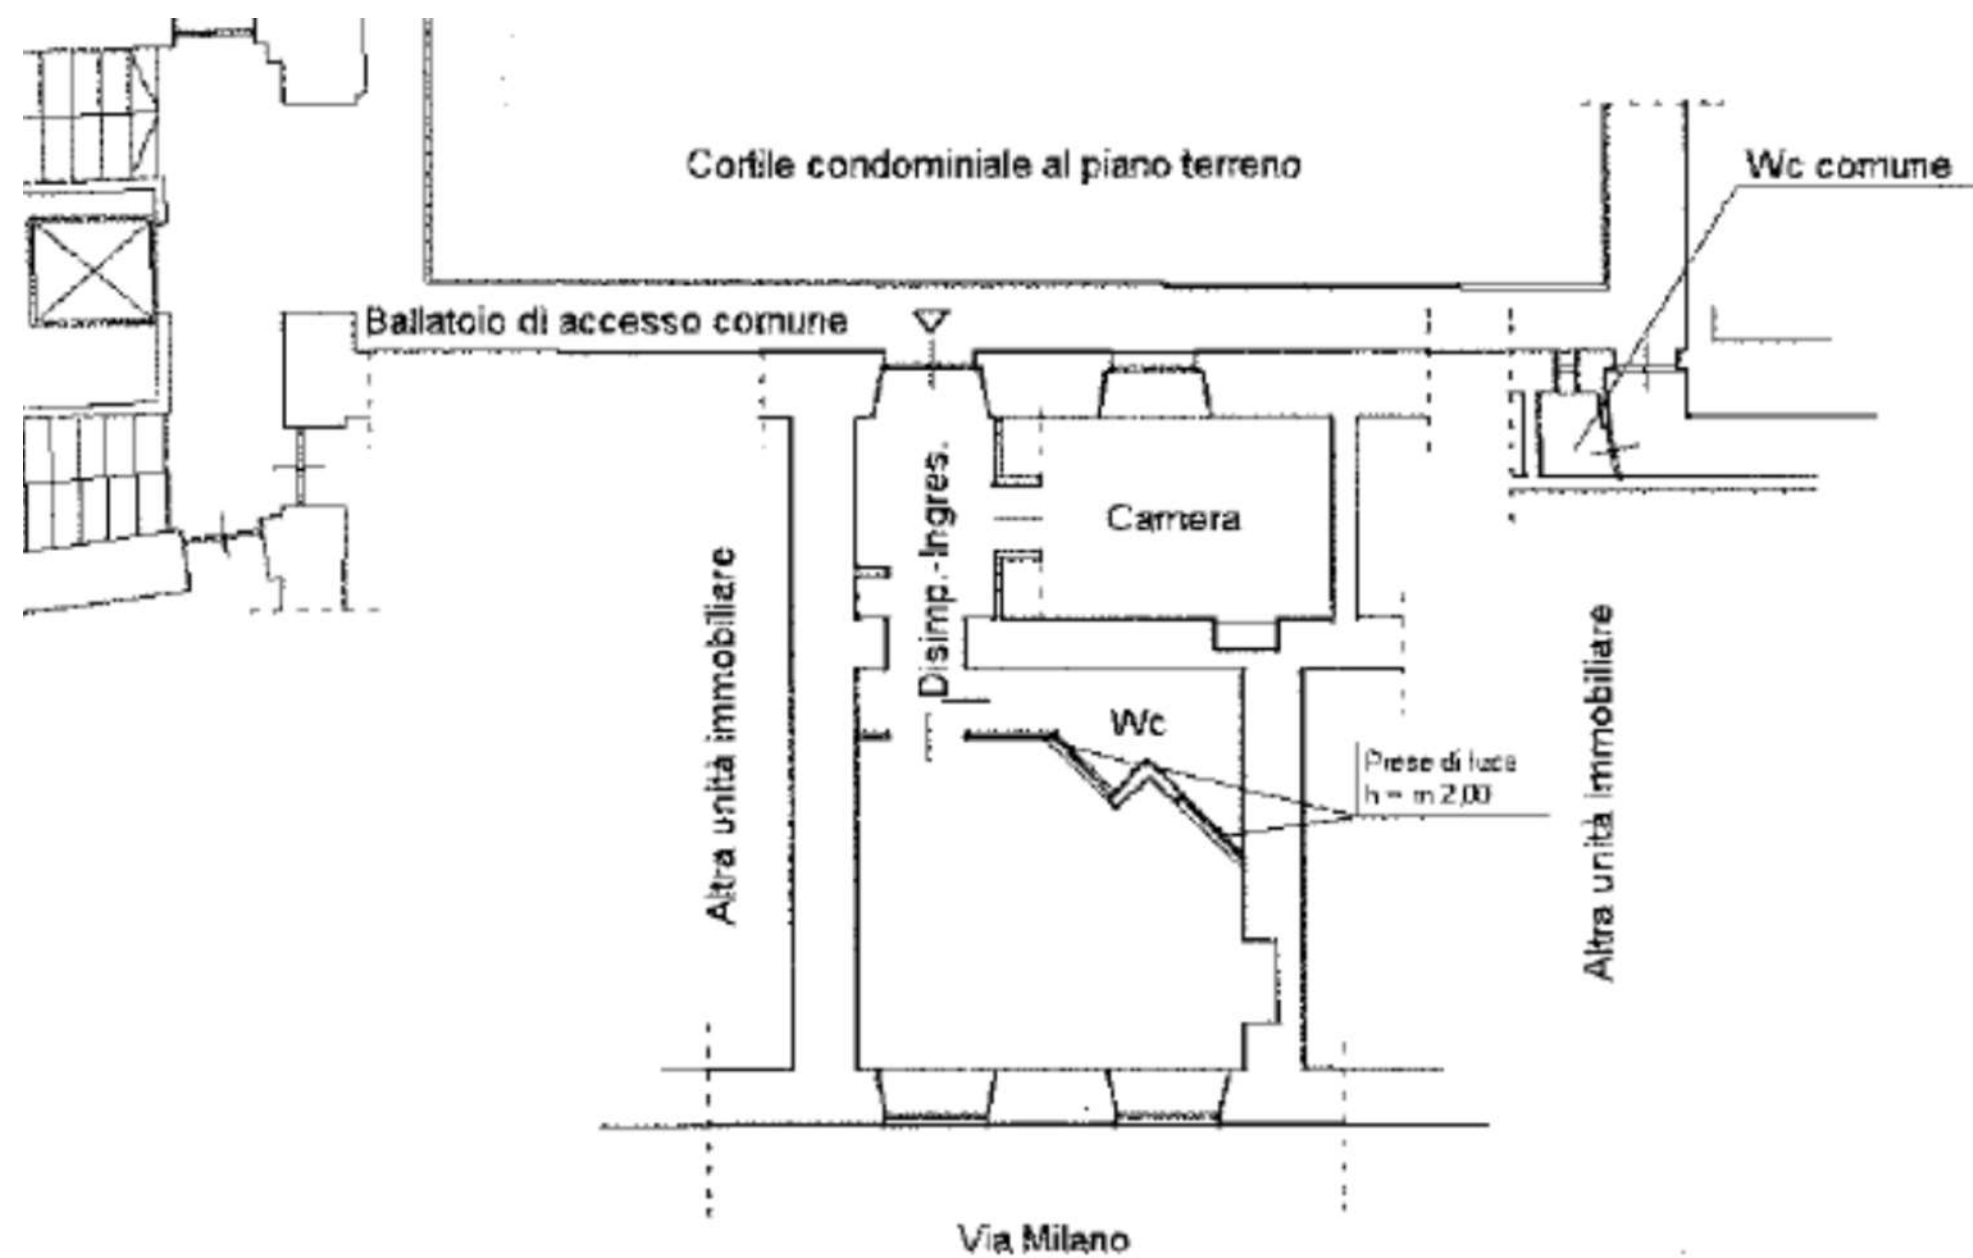 Cortile condominiale al piano terreno
Wc comune
Ballatoio di accesso comune
Disimp.-Ingres.
Camera
Altra unità immobiliare
Altra unità immobiliare
Wc
Prese di luce
h = m 2,00
Via Milano